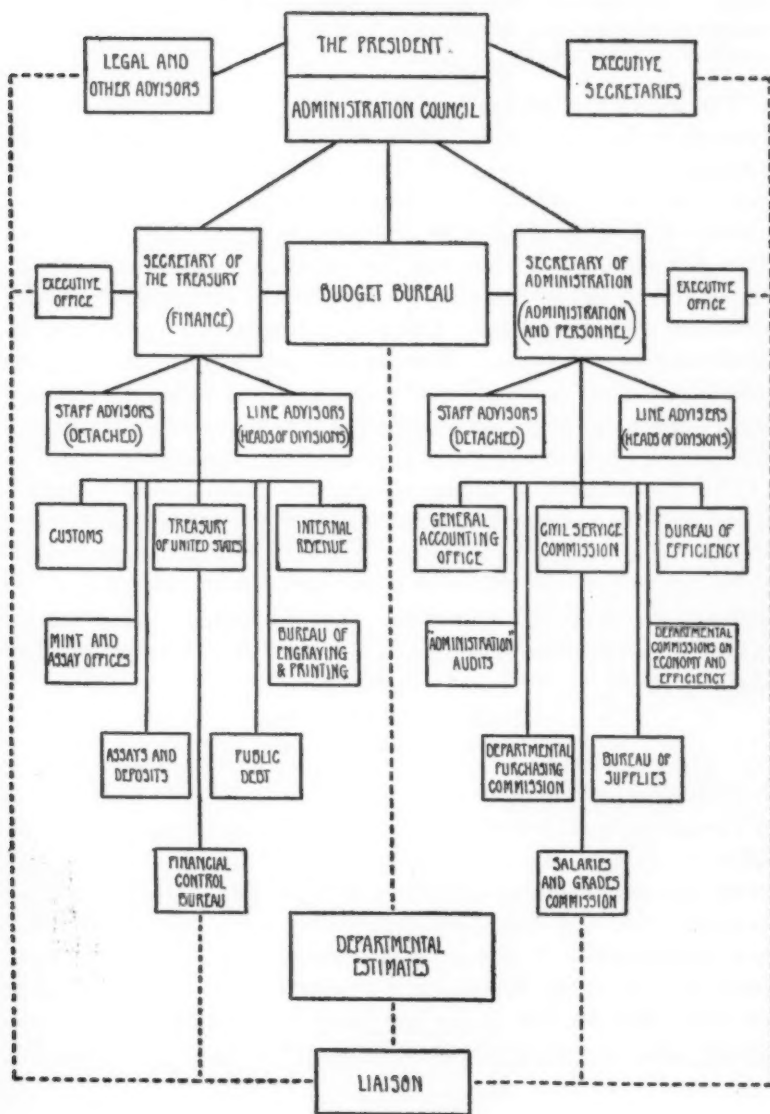 THE PRESIDENT.
LEGAL AND
OTHER ADVISORS
EXECUTIVE
SECRETARIES
ADMINISTRATION COUNCIL
SECRETARY OF
THE TREASURY
(FINANCE)
EXECUTIVE
OFFICE
BUDGET BUREAU
SECRETARY OF
ADMINISTRATION
(ADMINISTRATION
AND PERSONNEL)
EXECUTIVE
OFFICE
STAFF ADVISORS
(DETACHED)
LINE ADVISORS
(HEADS OF DIVISIONS)
STAFF ADVISORS
(DETACHED)
LINE ADVISERS
(HEADS OF DIVISIONS)
CUSTOMS
TREASURY
OF UNITED STATES
INTERNAL
REVENUE
GENERAL
ACCOUNTING
OFFICE
CIVIL SERVICE
COMMISSION
BUREAU OF
EFFICIENCY
MINT AND
ASSAY OFFICES
BUREAU OF
ENGRAVING
& PRINTING
"ADMINISTRATION"
AUDITS
DEPARTMENTAL
COMMISSIONS ON
ECONOMY AND
EFFICIENCY
ASSAYS AND
DEPOSITS
PUBLIC
DEBT
DEPARTMENTAL
PURCHASING
COMMISSION
BUREAU OF
SUPPLIES
FINANCIAL
CONTROL
BUREAU
SALARIES
AND GRADES
COMMISSION
DEPARTMENTAL
ESTIMATES
LIAISON